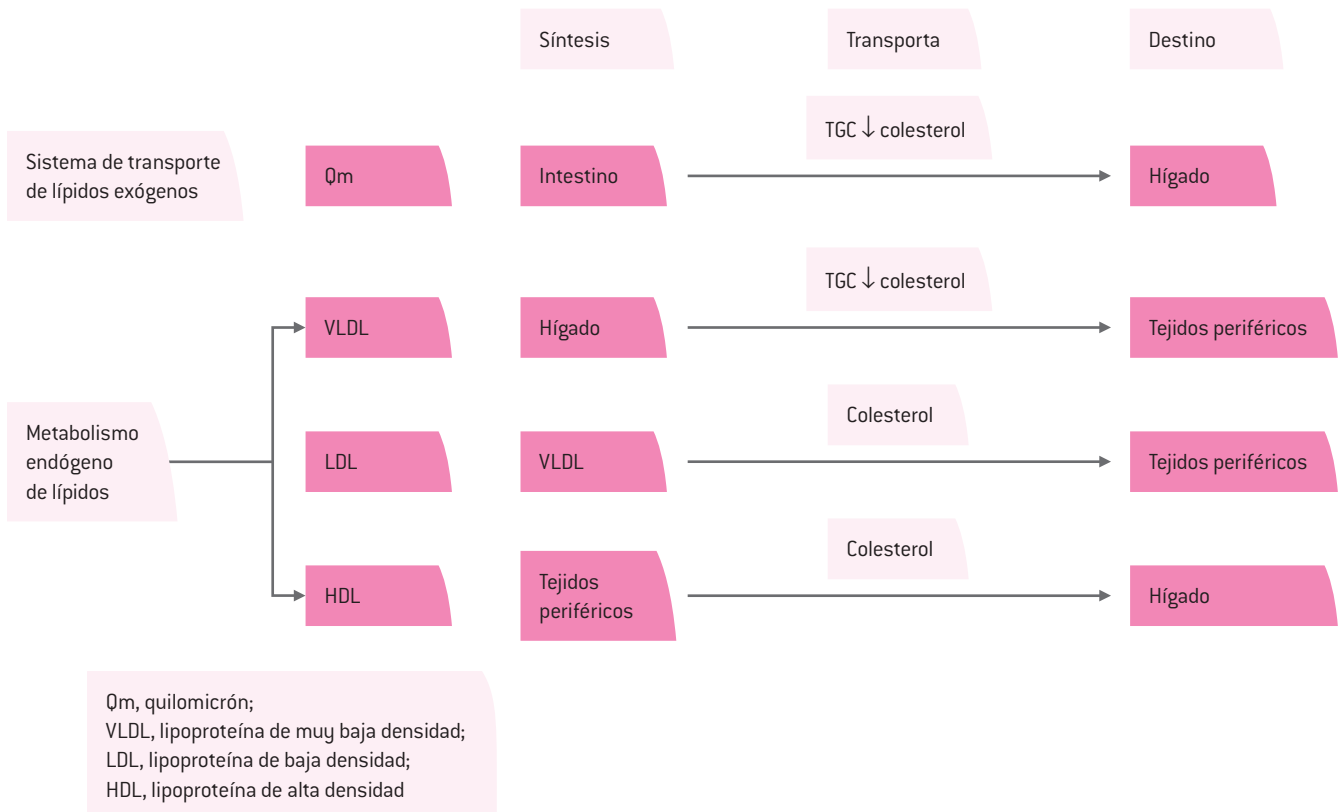 Síntesis
Transporta
Destino
Sistema de transporte
de lípidos exógenos
Qm
Intestino
TGC ↓ colesterol
Hígado
Metabolismo
endógeno
de lípidos
VLDL
Hígado
TGC ↓ colesterol
Tejidos periféricos
LDL
VLDL
Colesterol
Tejidos periféricos
HDL
Tejidos
periféricos
Colesterol
Hígado
Qm, quilomicrón;
VLDL, lipoproteína de muy baja densidad;
LDL, lipoproteína de baja densidad;
HDL, lipoproteína de alta densidad